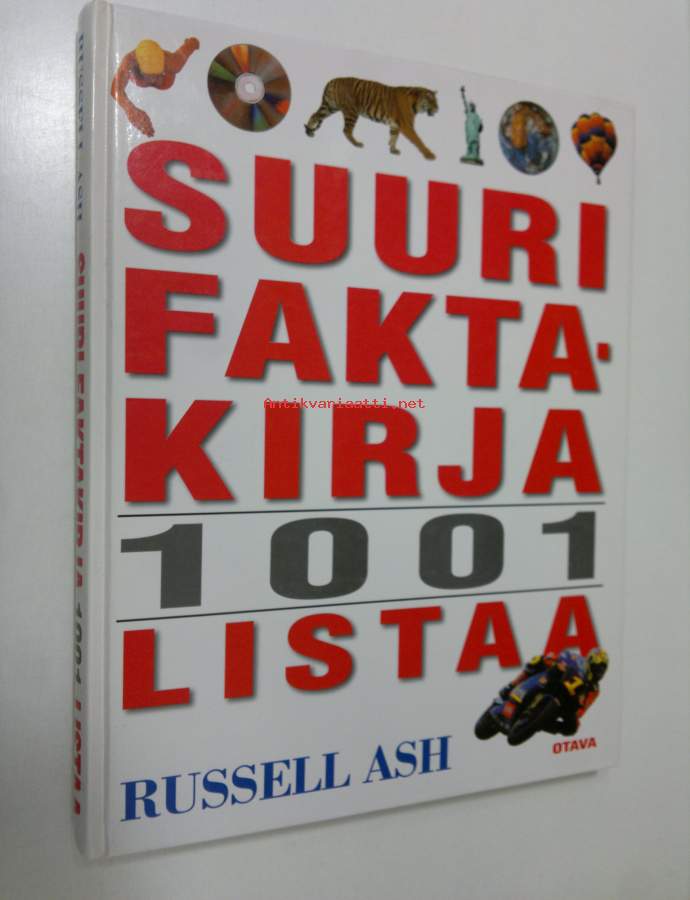 SUURI
FAKTA-
KIRJA
1001
LISTAA
RUSSELL ASH
OTAVA
RUSSELL ASH SUURI FAKTAKIRJA 1001 LISTAA
Antikvariaatti.net